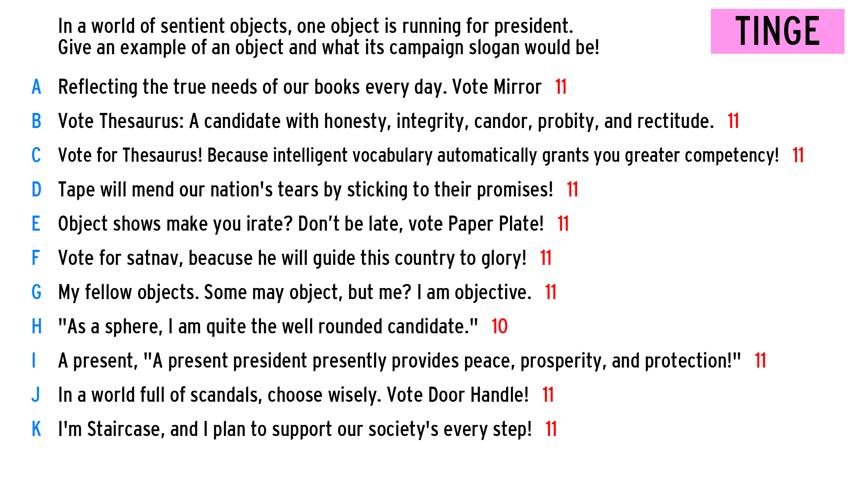 In a world of sentient objects, one object is running for president.
Give an example of an object and what its campaign slogan would be!
TINGE
A Reflecting the true needs of our books every day. Vote Mirror 11
B Vote Thesaurus: A candidate with honesty, integrity, candor, probity, and rectitude. 11
C Vote for Thesaurus! Because intelligent vocabulary automatically grants you greater competency! 11
D Tape will mend our nation's tears by sticking to their promises! 11
E Object shows make you irate? Don’t be late, vote Paper Plate! 11
F Vote for satnav, beacuse he will guide this country to glory! 11
G My fellow objects. Some may object, but me? I am objective. 11
H "As a sphere, I am quite the well rounded candidate." 10
I A present, "A present president presently provides peace, prosperity, and protection!" 11
J In a world full of scandals, choose wisely. Vote Door Handle! 11
K I'm Staircase, and I plan to support our society's every step! 11